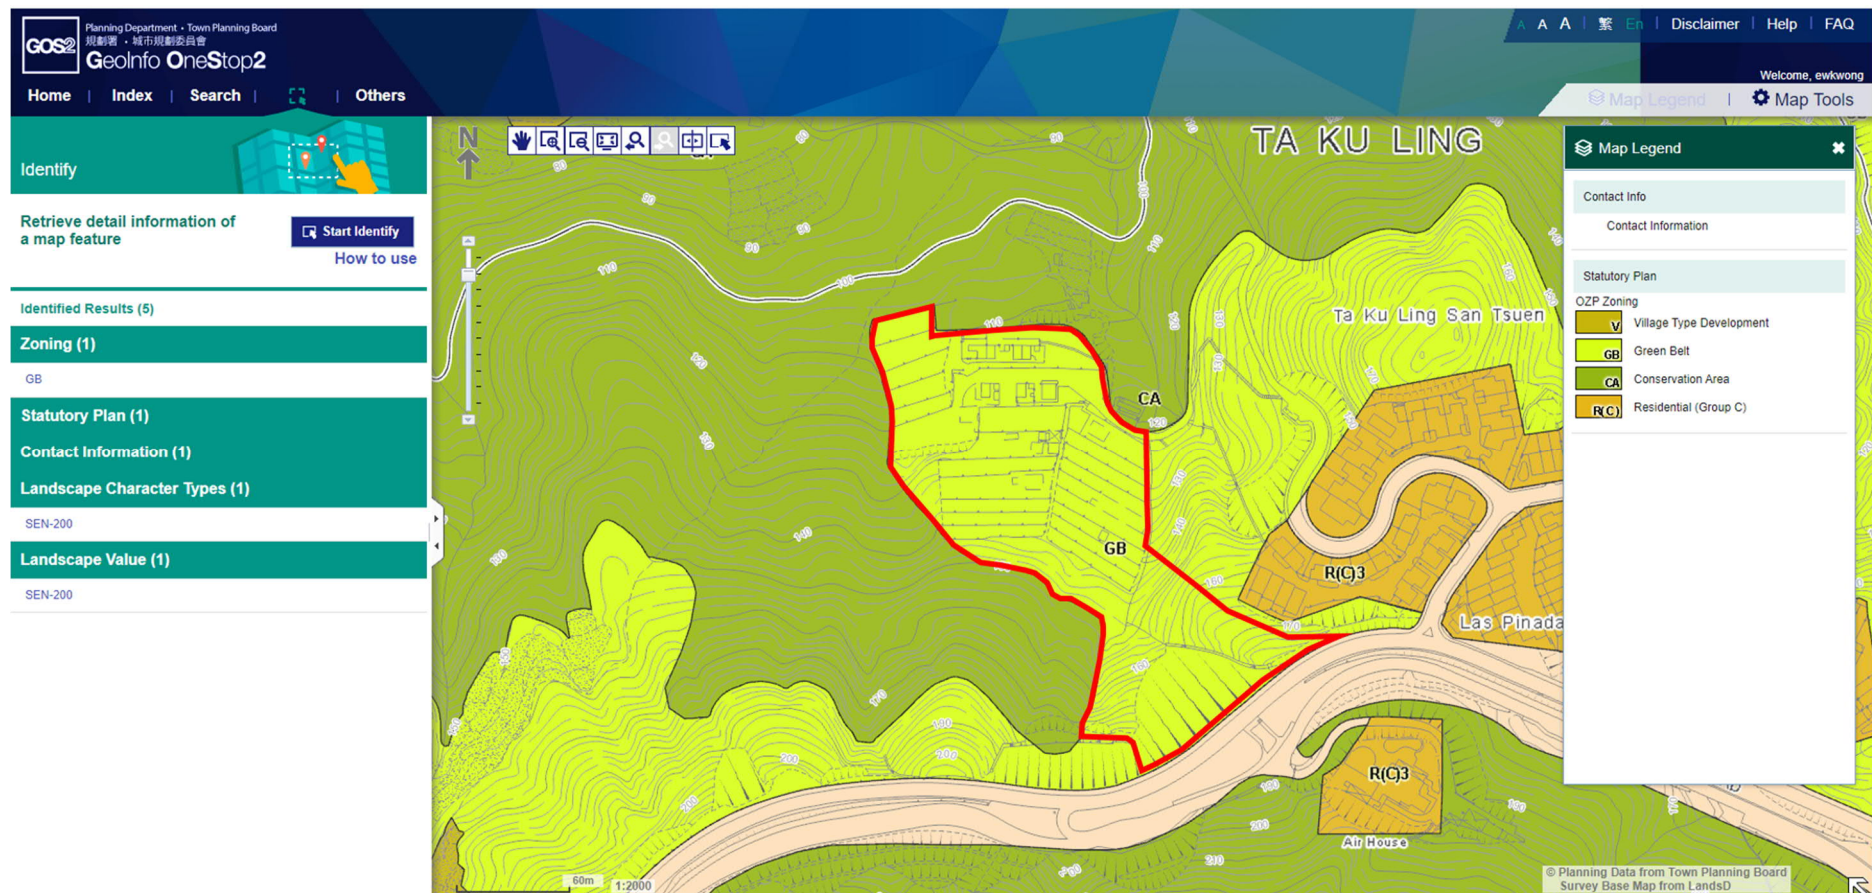 Planning Department • Town Planning Board
規劃署 • 城市規劃委員會
GOS2
GeoInfo OneStop2
A A A | 繁 En | Disclaimer | Help | FAQ
Welcome, ewkwong
Home | Index | Search | | Others
Map Legend | Map Tools
Identify
Retrieve detail information of
a map feature
Start Identify
How to use
Identified Results (5)
Zoning (1)
GB
Statutory Plan (1)
Contact Information (1)
Landscape Character Types (1)
SEN-200
Landscape Value (1)
SEN-200
N
TA KU LING
Ta Ku Ling San Tsuen
CA
GB
R(C)3
Las Pinada
R(C)3
Air House
60m
1:2000
Map Legend
Contact Info
Contact Information
Statutory Plan
OZP Zoning
V Village Type Development
GB Green Belt
CA Conservation Area
R(C) Residential (Group C)
© Planning Data from Town Planning Board
Survey Base Map from LandsD